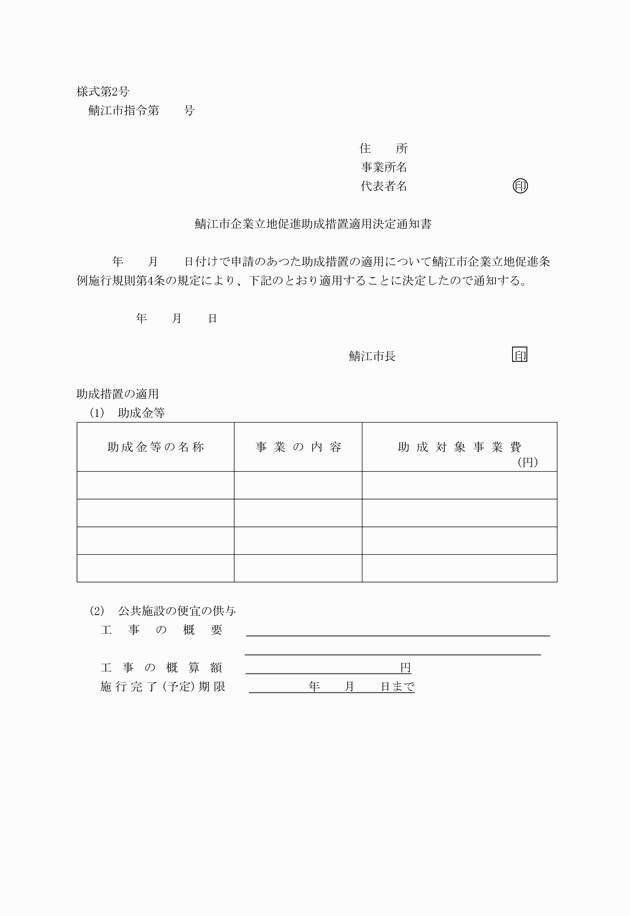 様式第2号
鯖江市指令第　　号
住　　所
事業所名
代表者名　　㊞
鯖江市企業立地促進助成措置適用決定通知書
年　　月　　日付けで申請のあつた助成措置の適用について鯖江市企業立地促進条
例施行規則第4条の規定により、下記のとおり適用することに決定したので通知する。
年　　月　　日
鯖江市長　　印
助成措置の適用
(1)　助成金等
助成金等の名称　事業の内容　助成対象事業費
(円)
(2)　公共施設の便宜の供与
工事の概要
工事の概算額　　円
施行完了(予定)期限　　年　　月　　日まで